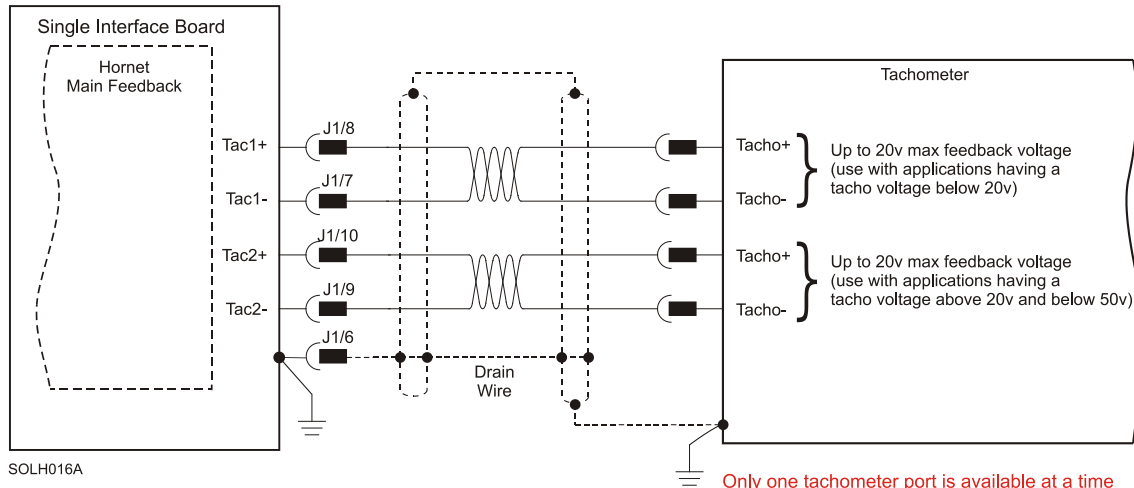 Single Interface Board
Hornet
Main Feedback
Tachometer
Tac1+
J1/8
Tacho+
Tac1-
J1/7
Tacho-
Up to 20v max feedback voltage
(use with applications having a
tacho voltage below 20v)
Tac2+
J1/10
Tacho+
Tac2-
J1/9
Tacho-
Up to 20v max feedback voltage
(use with applications having a
tacho voltage above 20v and below 50v)
J1/6
Drain
Wire
SOLH016A
Only one tachometer port is available at a time